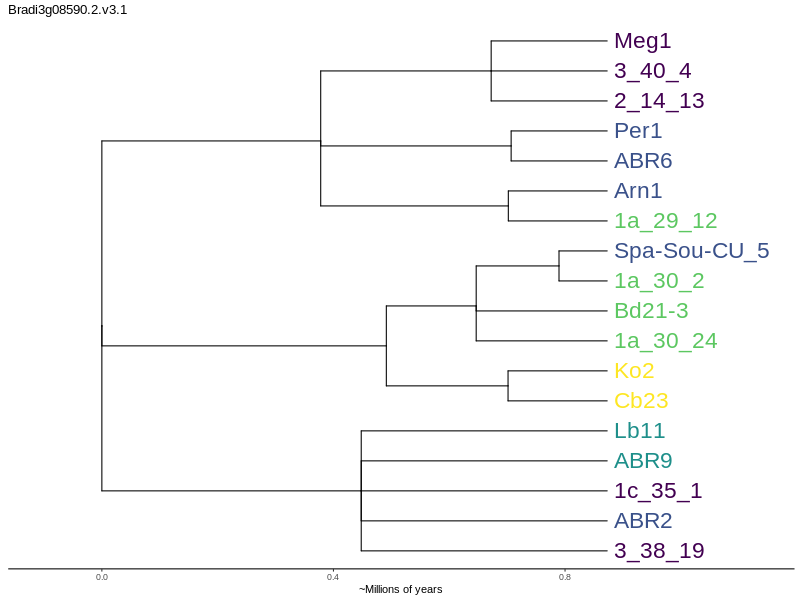 Bradi3g08590.2.v3.1
Meg1
3_40_4
2_14_13
Per1
ABR6
Arn1
1a_29_12
Spa-Sou-CU_5
1a_30_2
Bd21-3
1a_30_24
Ko2
Cb23
Lb11
ABR9
1c_35_1
ABR2
3_38_19
0.0 0.4 0.8
~Millions of years